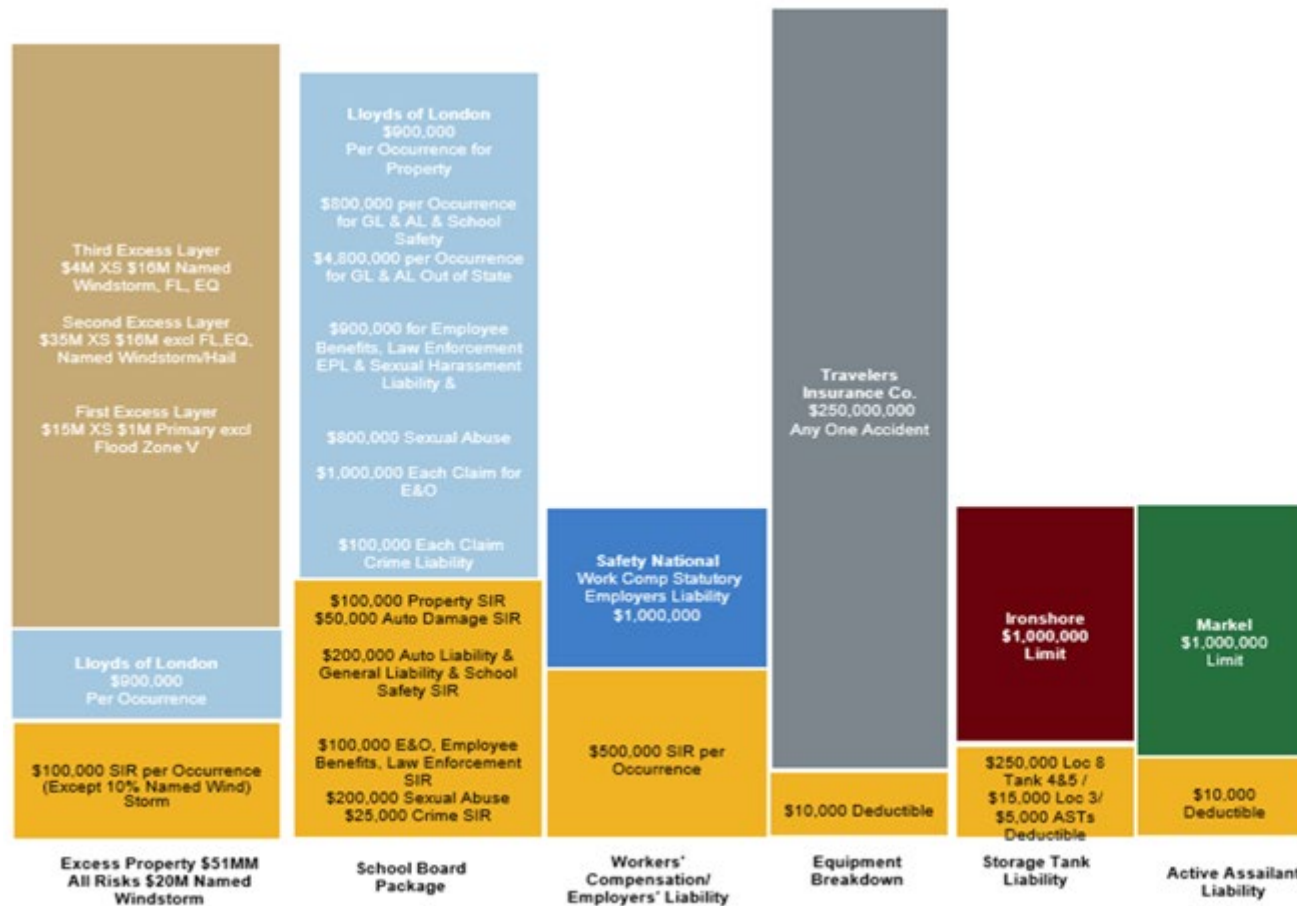 Third Excess Layer
$4M XS $16M Named
Windstorm, FL, EQ
Second Excess Layer
$35M XS $16M excl FL,EQ,
Named Windstorm/Hail
First Excess Layer
$15M XS $1M Primary excl
Flood Zone V
Lloyds of London
$900,000
Per Occurrence
$100,000 SIR per Occurrence
(Except 10% Named Wind)
Storm
Excess Property $51MM
All Risks $20M Named
Windstorm
Lloyds of London
$900,000
Per Occurrence for
Property
$800,000 per Occurrence
for GL & AL & School
Safety
$4,800,000 per Occurrence
for GL & AL Out of State
$900,000 for Employee
Benefits, Law Enforcement
EPL & Sexual Harassment
Liability &
$800,000 Sexual Abuse
$1,000,000 Each Claim for
E&O
$100,000 Each Claim
Crime Liability
$100,000 Property SIR
$50,000 Auto Damage SIR
$200,000 Auto Liability &
General Liability & School
Safety SIR
$100,000 E&O, Employee
Benefits, Law Enforcement
SIR
$200,000 Sexual Abuse
$25,000 Crime SIR
School Board
Package
Safety National
Work Comp Statutory
Employers Liability
$1,000,000
$500,000 SIR per
Occurrence
Workers'
Compensation/
Employers' Liability
Travelers
Insurance Co.
$250,000,000
Any One Accident
$10,000 Deductible
Equipment
Breakdown
Ironshore
$1,000,000
Limit
$250,000 Loc 8
Tank 4&5 /
$15,000 Loc 3/
$5,000 ASTs
Deductible
Storage Tank
Liability
Markel
$1,000,000
Limit
$10,000
Deductible
Active Assailant
Liability